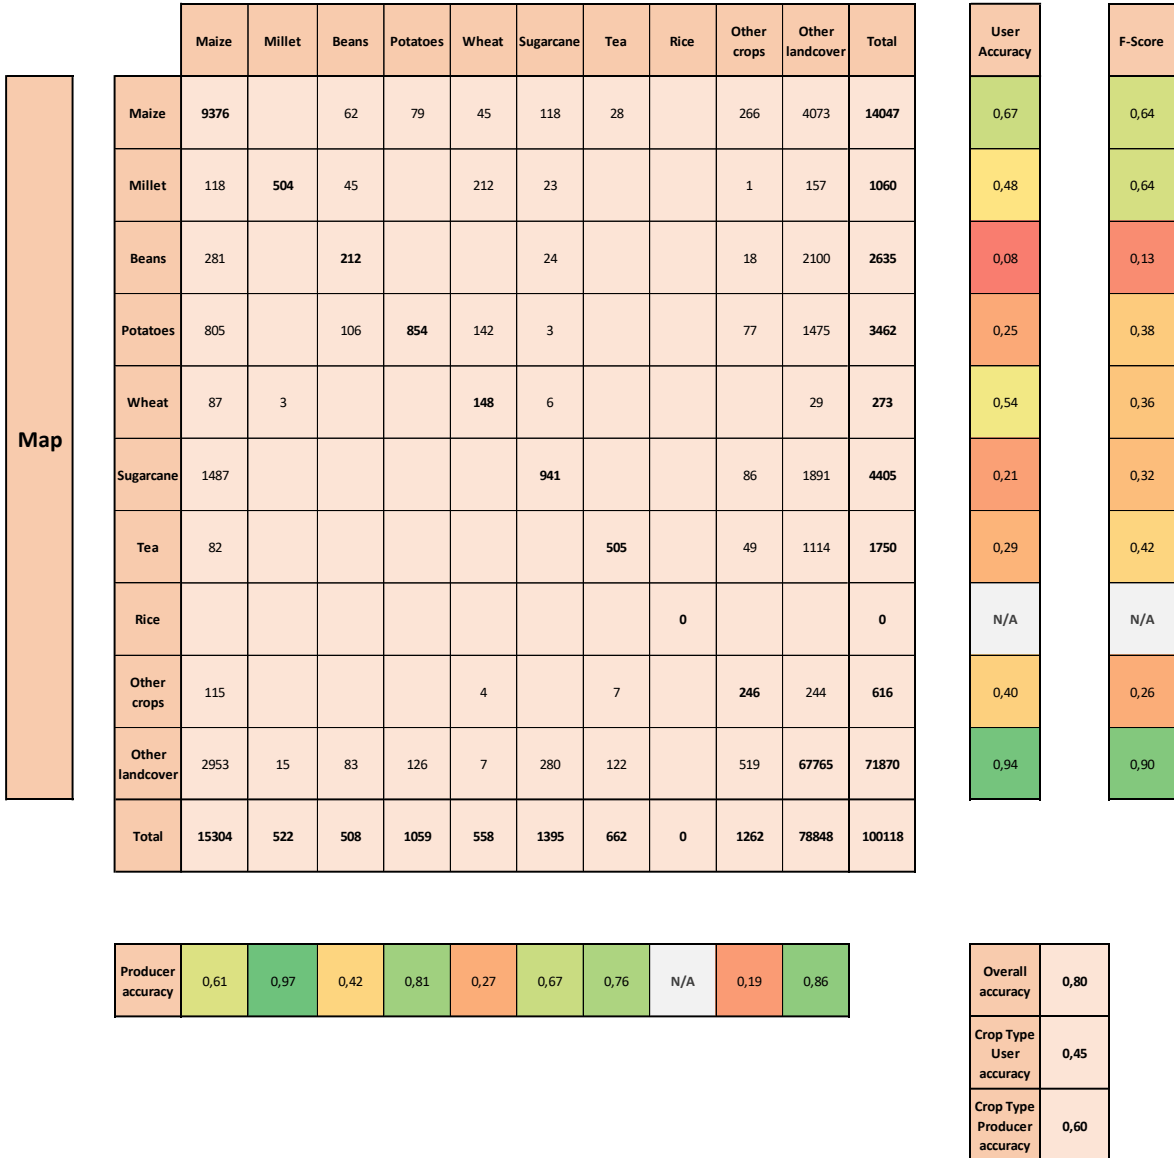 Maize Millet Beans Potatoes Wheat Sugarcane Tea Rice Other crops Other landcover Total User Accuracy F-Score
Map
Maize 9376 62 79 45 118 28 266 4073 14047 0,67 0,64
Millet 118 504 45 212 23 1 157 1060 0,48 0,64
Beans 281 212 24 18 2100 2635 0,08 0,13
Potatoes 805 106 854 142 3 77 1475 3462 0,25 0,38
Wheat 87 3 148 6 29 273 0,54 0,36
Sugarcane 1487 941 86 1891 4405 0,21 0,32
Tea 82 505 49 1114 1750 0,29 0,42
Rice 0 0 N/A N/A
Other crops 115 4 7 246 244 616 0,40 0,26
Other landcover 2953 15 83 126 7 280 122 519 67765 71870 0,94 0,90
Total 15304 522 508 1059 558 1395 662 0 1262 78848 100118
Producer accuracy 0,61 0,97 0,42 0,81 0,27 0,67 0,76 N/A 0,19 0,86
Overall accuracy 0,80
Crop Type User accuracy 0,45
Crop Type Producer accuracy 0,60